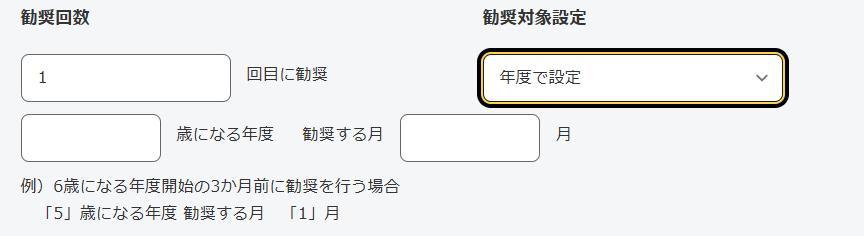 勧奨回数 勧奨対象設定
1 回目に勧奨 年度で設定
歳になる年度 勧奨する月 月
例）6歳になる年度開始の3か月前に勧奨を行う場合
「5」歳になる年度 勧奨する月 「1」月